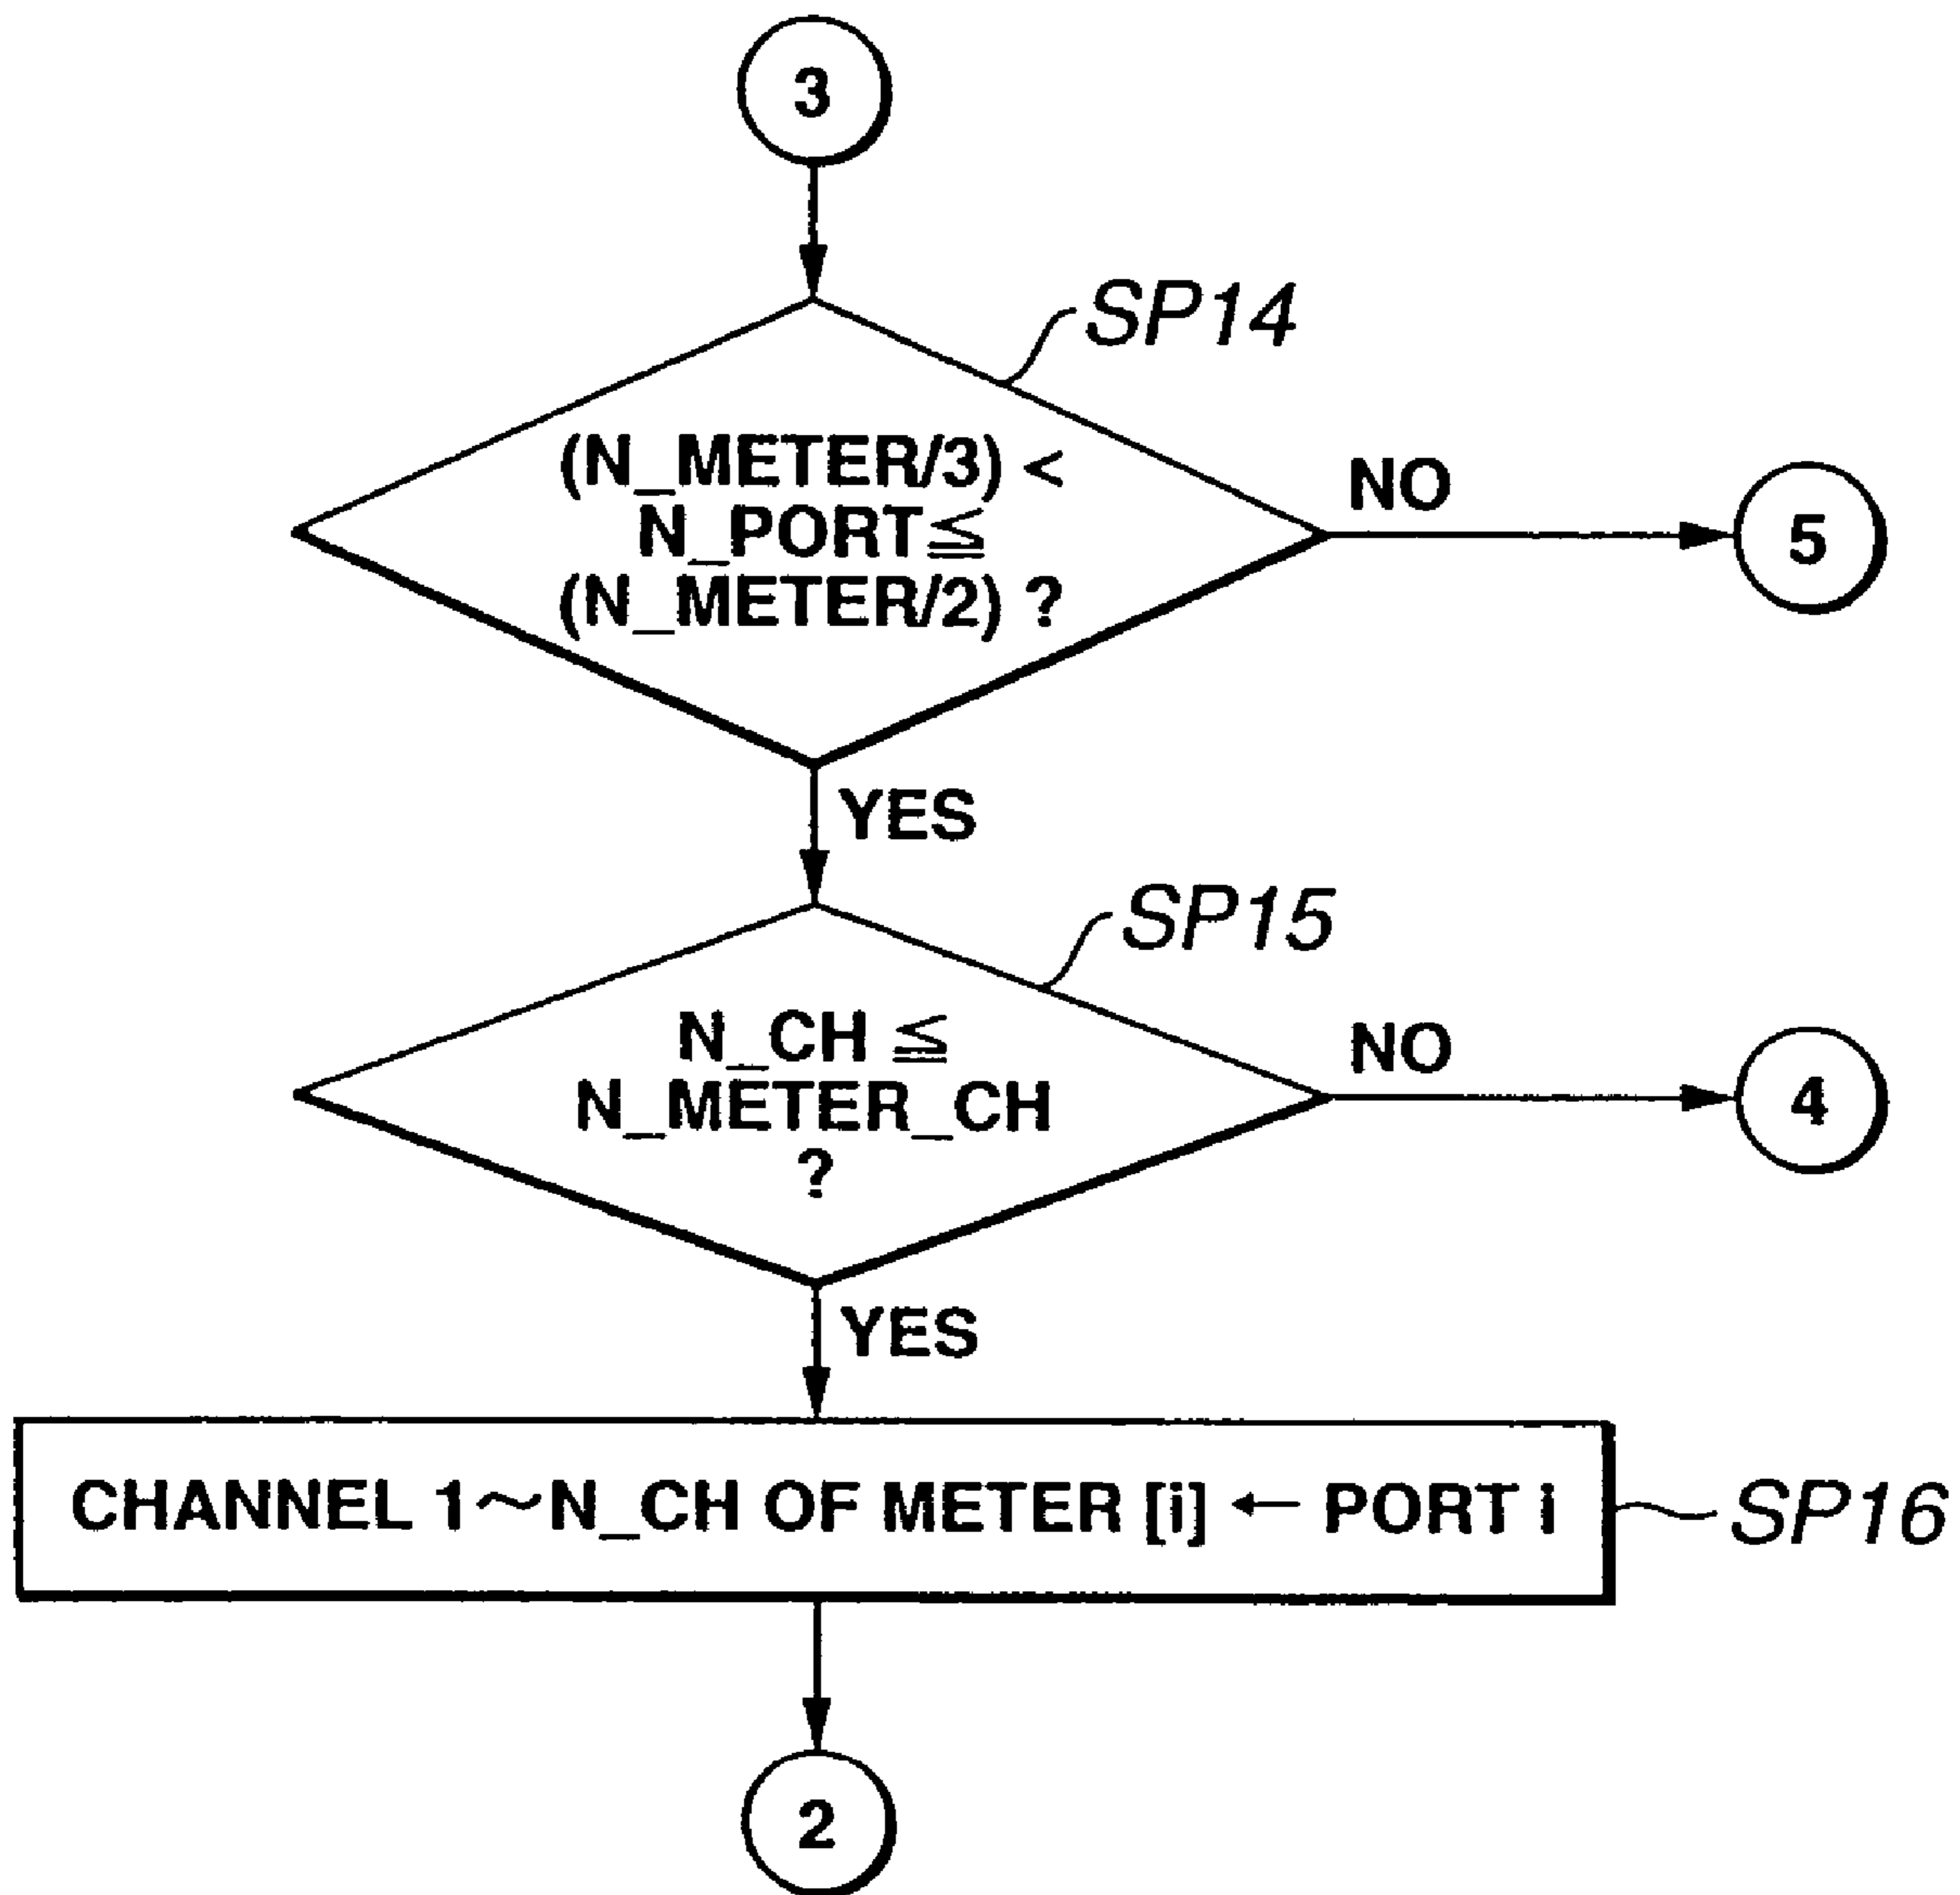 3
SP14
(N_METER/3) <
N_PORT≦
(N_METER/2) ?
NO
5
YES
SP15
N_CH ≦
N_METER_CH
?
NO
4
YES
CHANNEL 1~N_CH OF METER [i] ← PORT i
SP16
2